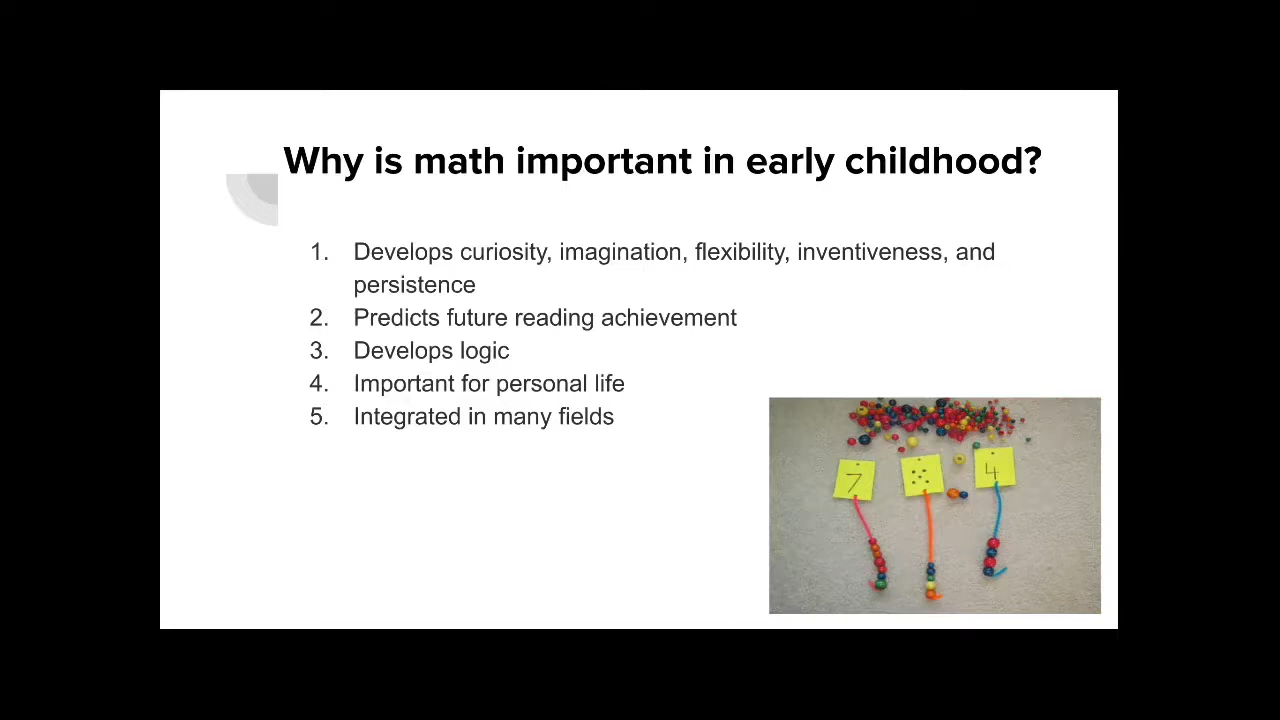 Why is math important in early childhood?
1. Develops curiosity, imagination, flexibility, inventiveness, and
persistence
2. Predicts future reading achievement
3. Develops logic
4. Important for personal life
5. Integrated in many fields
7
4